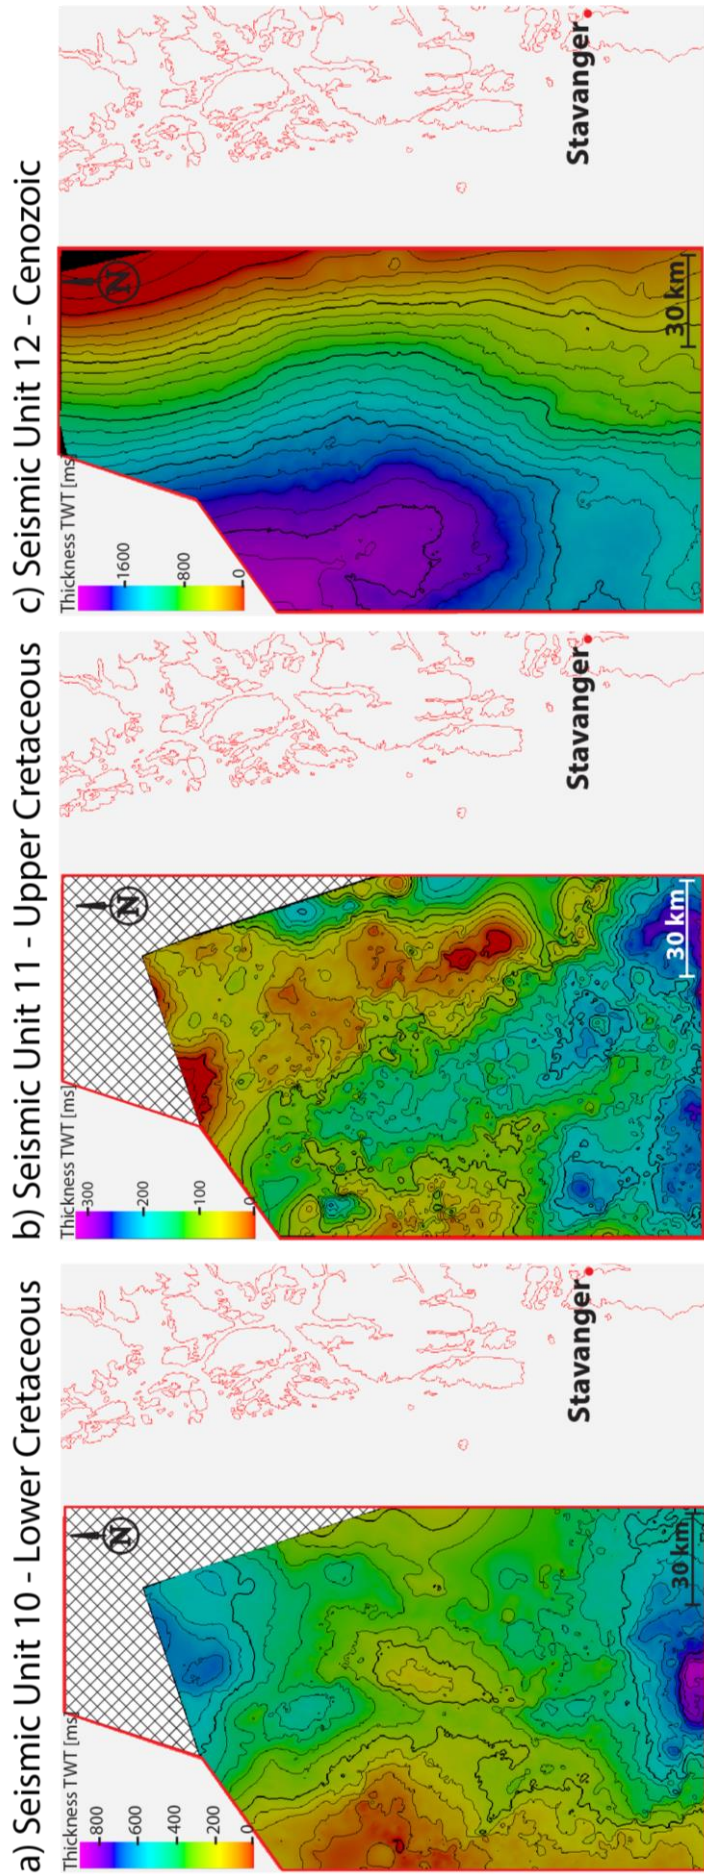 a) Seismic Unit 10 - Lower Cretaceous
Thickness TWT [ms]
800
600
400
200
0
N
30 km
Stavanger
b) Seismic Unit 11 - Upper Cretaceous
Thickness TWT [ms]
300
200
100
0
N
30 km
Stavanger
c) Seismic Unit 12 - Cenozoic
Thickness TWT [ms]
1600
800
0
N
30 km
Stavanger